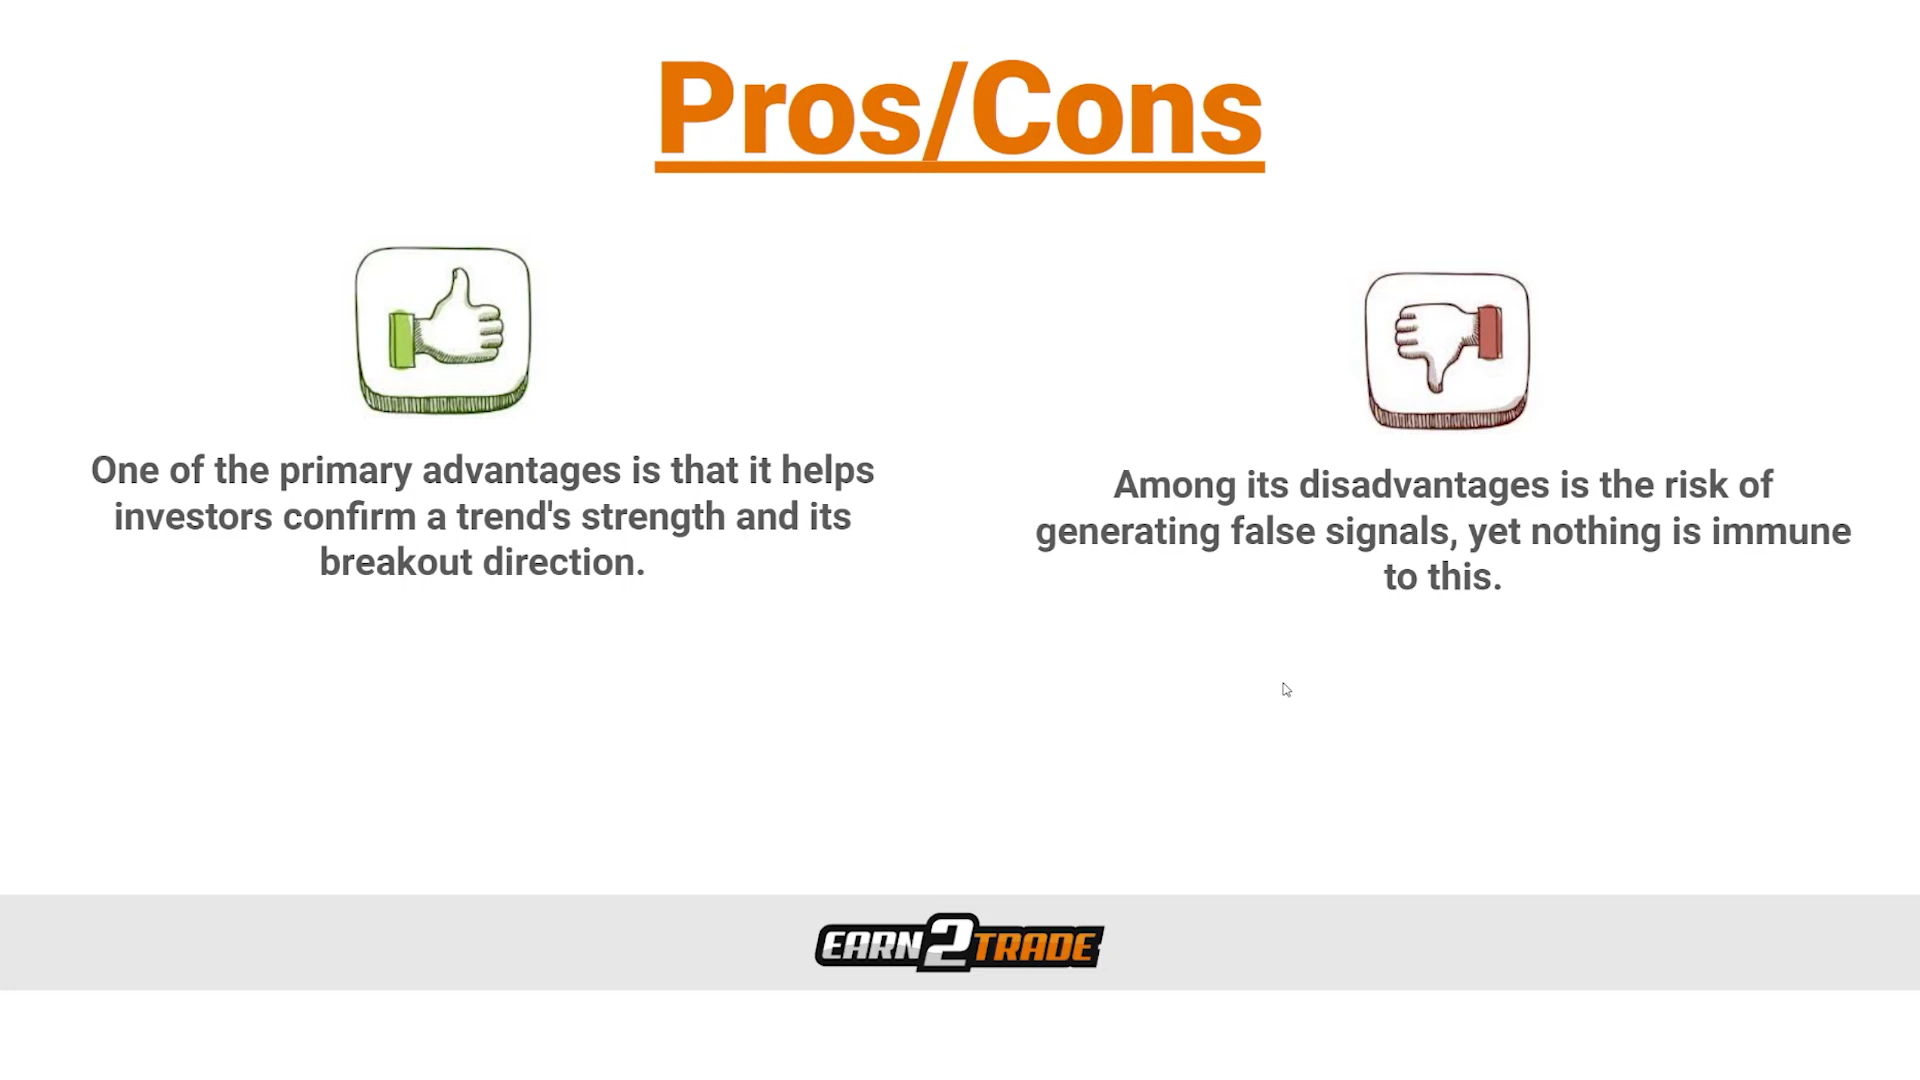 Pros/Cons
One of the primary advantages is that it helps
investors confirm a trend's strength and its
breakout direction.
Among its disadvantages is the risk of
generating false signals, yet nothing is immune
to this.
EARN2TRADE